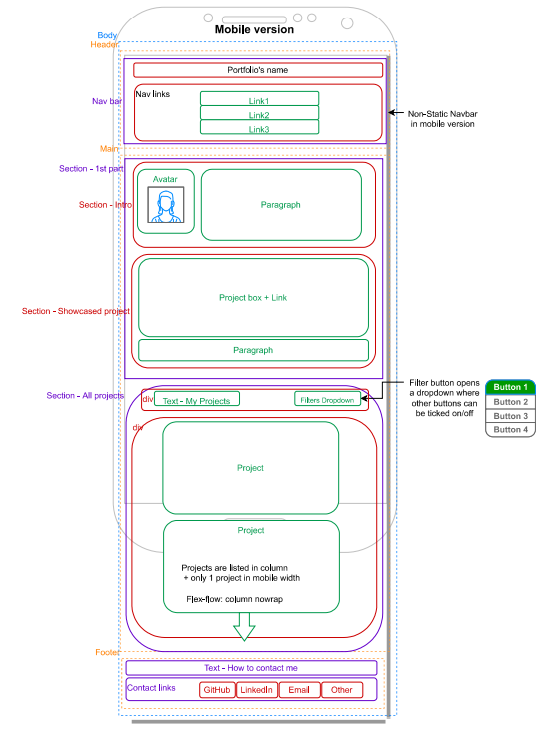 Mobile version
Body
Header
Portfolio's name
Nav bar
Nav links
Link1
Link2
Link3
Non-Static Navbar
in mobile version
Main
Section - 1st part
Section - Intro
Avatar
Paragraph
Section - Showcased project
Project box + Link
Paragraph
Section - All projects
div
Text - My Projects
Filters Dropdown
Filter button opens
a dropdown where
other buttons can
be ticked on/off
Button 1
Button 2
Button 3
Button 4
div
Project
Project
Projects are listed in column
+ only 1 project in mobile width
Flex-flow: column nowrap
Footer
Text - How to contact me
Contact links
GitHub
LinkedIn
Email
Other